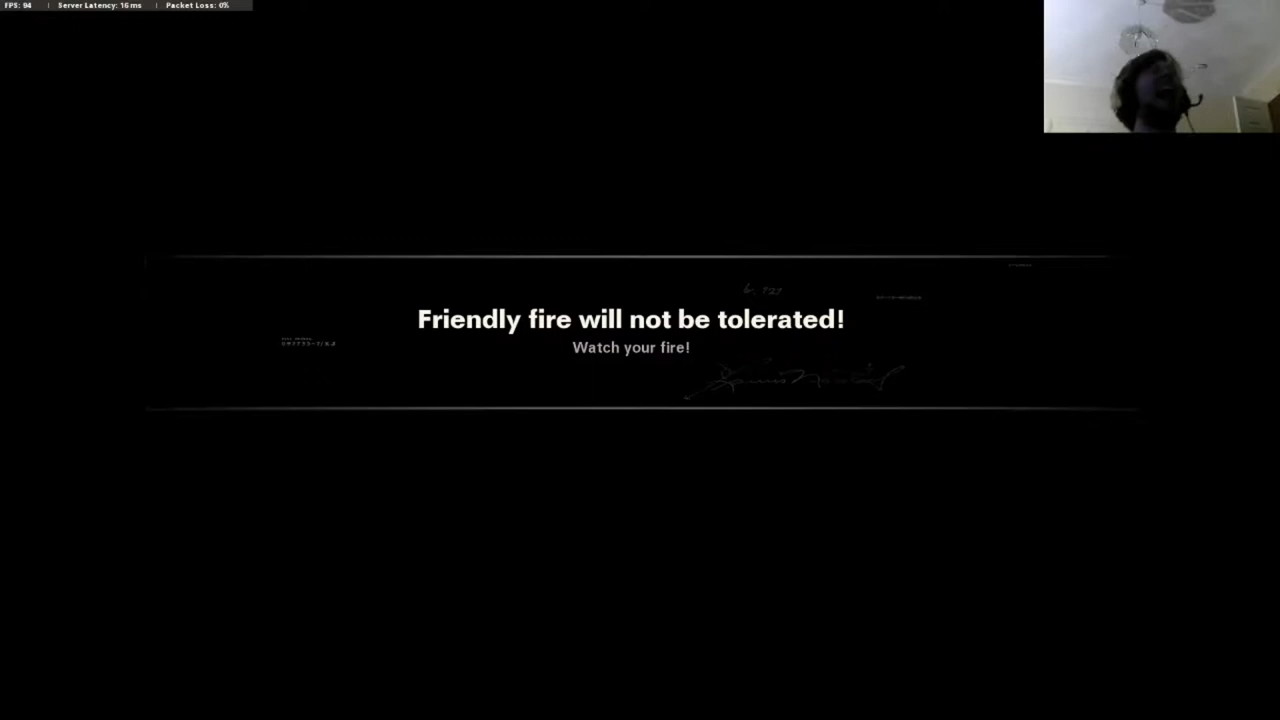 FPS: 94 | Server Latency: 16 ms | Packet Loss: 0%
Friendly fire will not be tolerated!
Watch your fire!